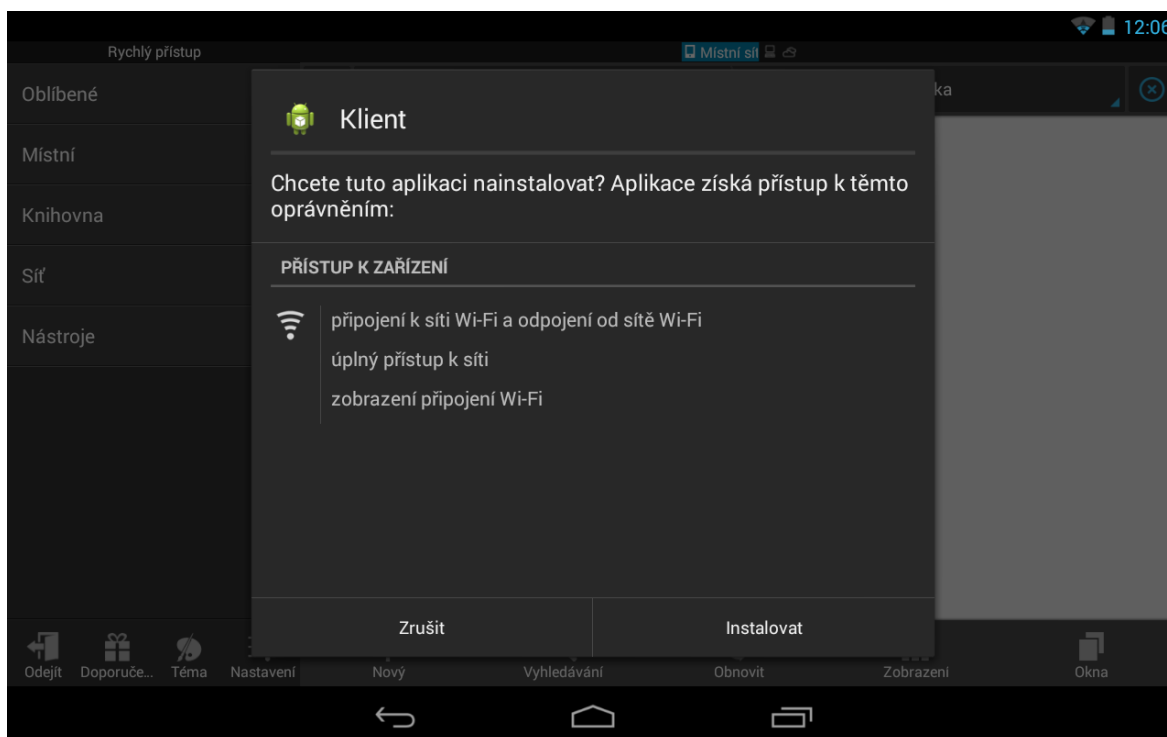 12:06
Rychlý přístup
Místní síť
Oblíbené
ka
Místní
Knihovna
Síť
Nástroje
Klient
Chcete tuto aplikaci nainstalovat? Aplikace získá přístup k těmto
oprávněním:
PŘÍSTUP K ZAŘÍZENÍ
připojení k síti Wi-Fi a odpojení od sítě Wi-Fi
úplný přístup k síti
zobrazení připojení Wi-Fi
Zrušit
Instalovat
Odejít
Doporuče...
Téma
Nastavení
Nový
Vyhledávání
Obnovit
Zobrazení
Okna